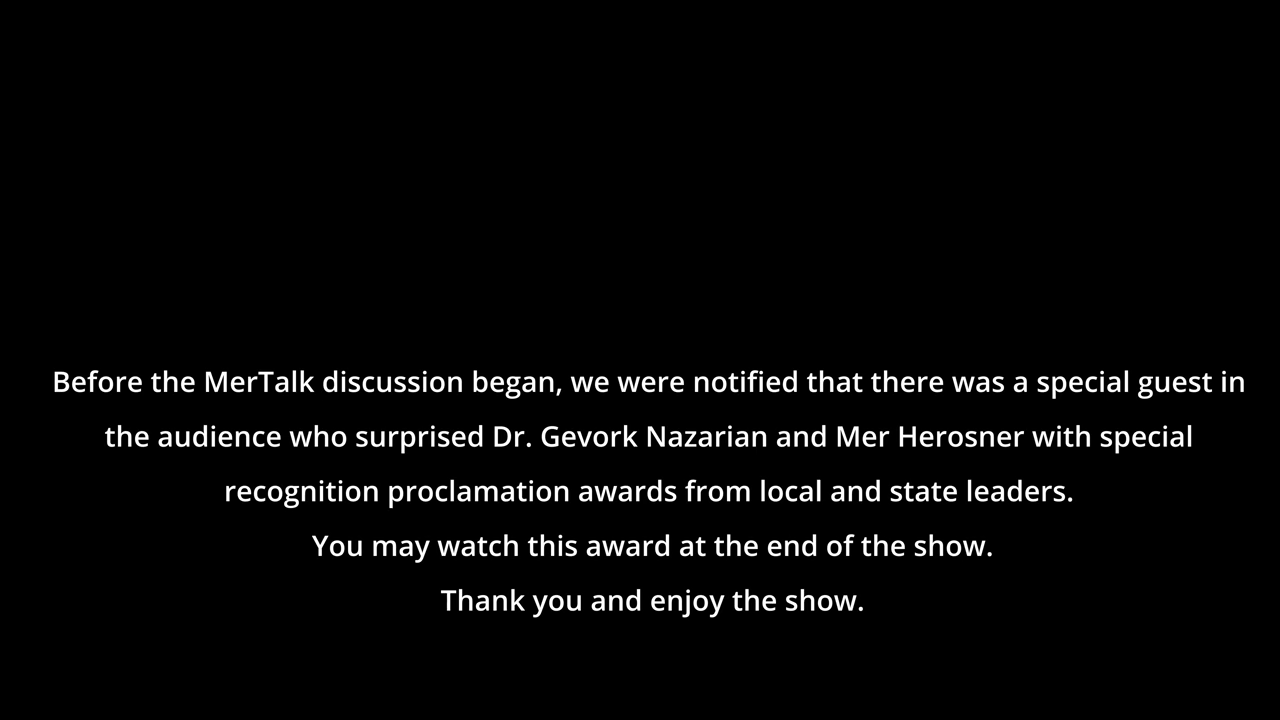 Before the MerTalk discussion began, we were notified that there was a special guest in
the audience who surprised Dr. Gevork Nazarian and Mer Herosner with special
recognition proclamation awards from local and state leaders.
You may watch this award at the end of the show.
Thank you and enjoy the show.